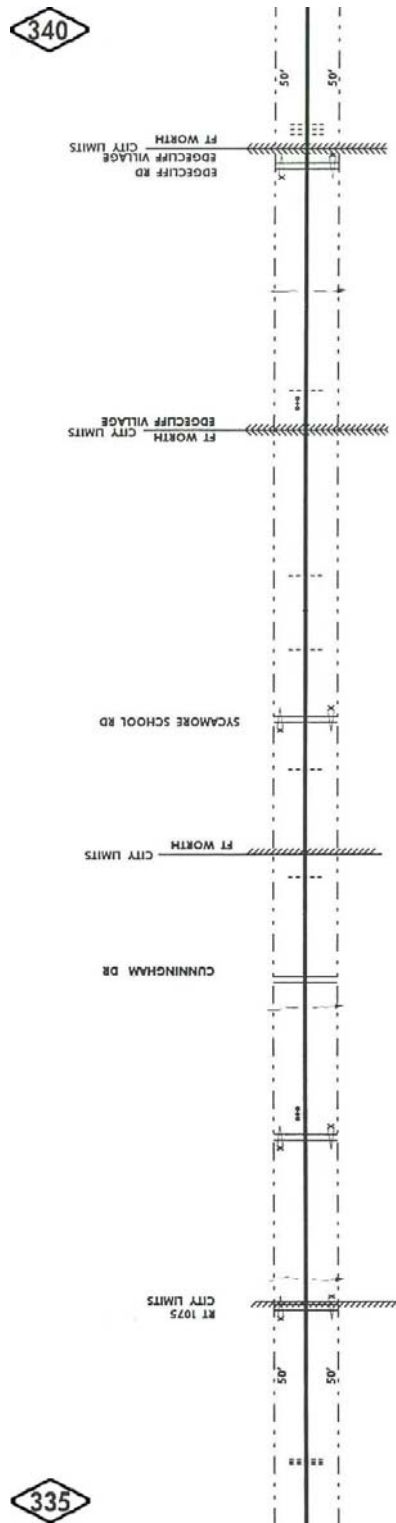 340
50' 50'
FT WORTH
CITY LIMITS
EDGECLIFF VILLAGE
EDGECLIFF RD
EDGECLIFF VILLAGE
CITY LIMITS
FT WORTH
SYCAMORE SCHOOL RD
FT WORTH
CITY LIMITS
CUNNINGHAM DR
CITY LIMITS
RT 1075
50' 50'
335